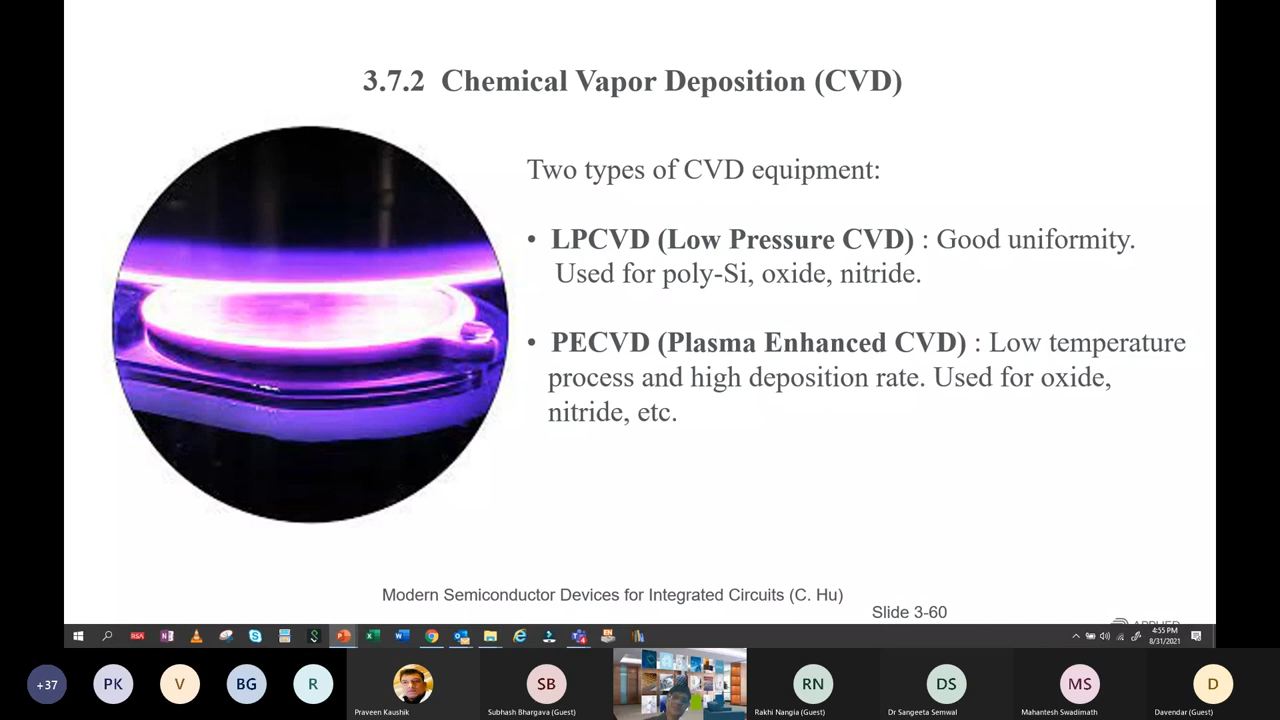 3.7.2 Chemical Vapor Deposition (CVD)
Two types of CVD equipment:
• LPCVD (Low Pressure CVD) : Good uniformity.
Used for poly-Si, oxide, nitride.
• PECVD (Plasma Enhanced CVD) : Low temperature
process and high deposition rate. Used for oxide,
nitride, etc.
Modern Semiconductor Devices for Integrated Circuits (C. Hu)
Slide 3-60
APPLIED
RSA
EN
4:55 PM
8/31/2021
+37
PK
V
BG
R
SB
RN
DS
MS
D
Praveen Kaushik
Subhash Bhargava (Guest)
Rakhi Nangia (Guest)
Dr Sangeeta Semwal
Mahantesh Swadimath
Davendar (Guest)